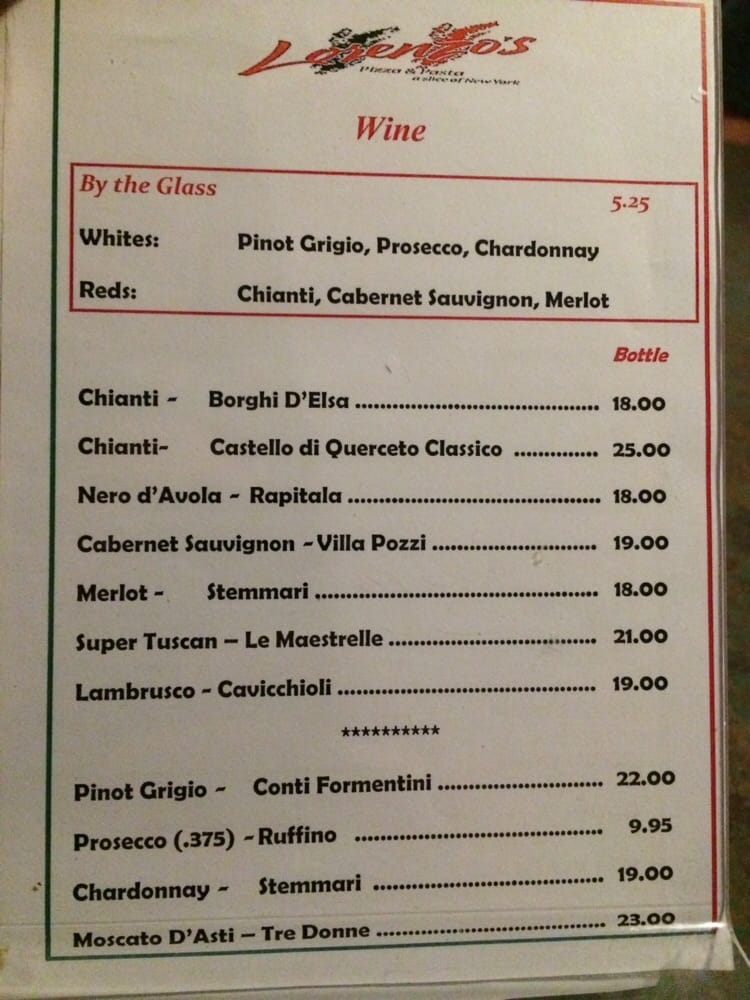 Lorenzo's
Pizza & Pasta
a slice of New York
Wine
By the Glass 5.25
Whites: Pinot Grigio, Prosecco, Chardonnay
Reds: Chianti, Cabernet Sauvignon, Merlot
Bottle
Chianti - Borghi D'Elsa ........................................ 18.00
Chianti- Castello di Querceto Classico .............. 25.00
Nero d'Avola - Rapitala ......................................... 18.00
Cabernet Sauvignon -Villa Pozzi ........................... 19.00
Merlot - Stemmari .............................................. 18.00
Super Tuscan – Le Maestrelle .................................. 21.00
Lambrusco - Cavicchioli .......................................... 19.00
**********
Pinot Grigio - Conti Formentini ........................... 22.00
Prosecco (.375) -Ruffino ........................................ 9.95
Chardonnay - Stemmari ..................................... 19.00
Moscato D'Asti – Tre Donne ..................................... 23.00